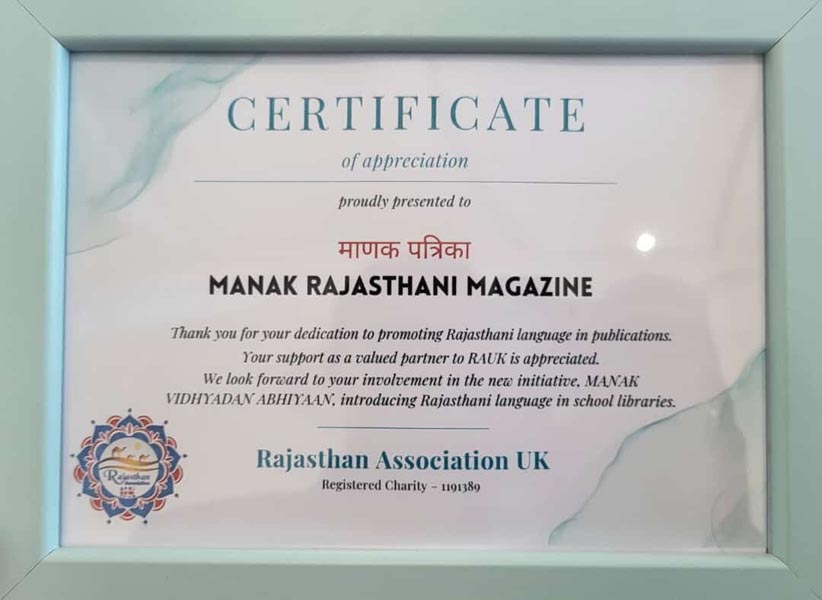 CERTIFICATE
of appreciation
proudly presented to
माणक पत्रिका
MANAK RAJASTHANI MAGAZINE
Thank you for your dedication to promoting Rajasthani language in publications.
Your support as a valued partner to RAUK is appreciated.
We look forward to your involvement in the new initiative, MANAK
VIDHYADAN ABHIYAAN, introducing Rajasthani language in school libraries.
Rajasthan Association UK
Registered Charity - 1191389
Rajasthan
Association